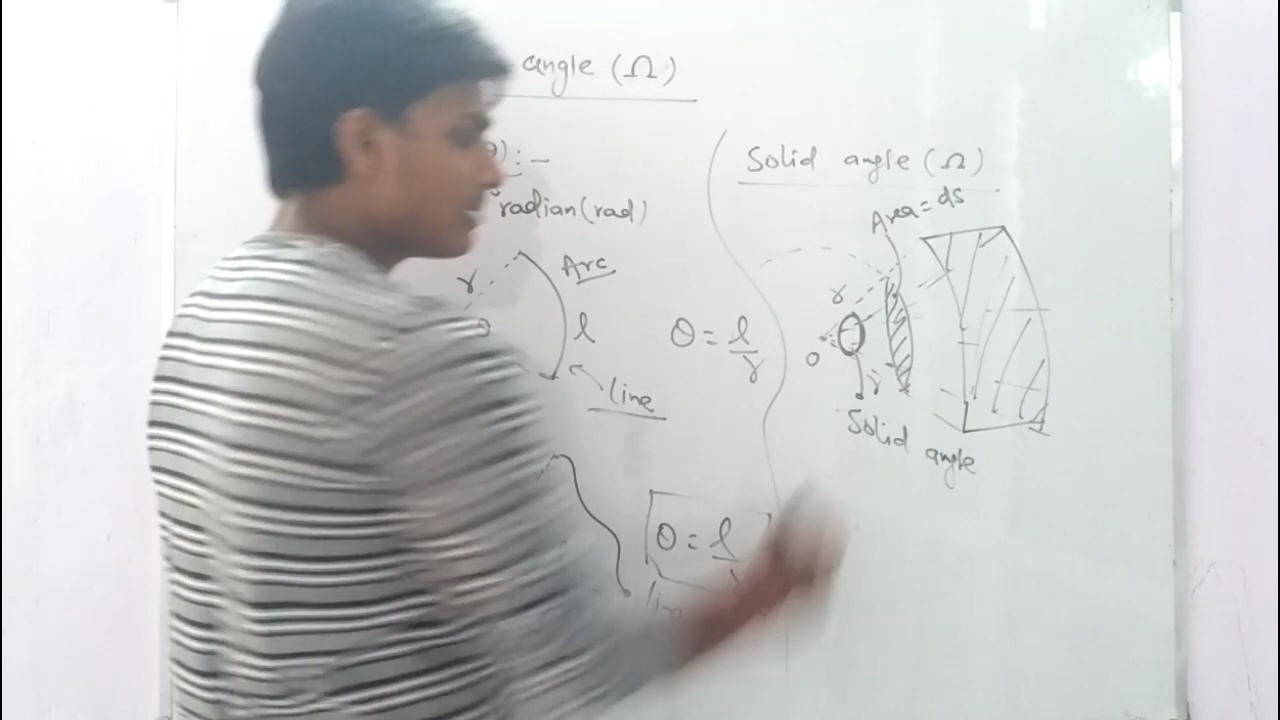 angle (Ω)
):-
radian (rad)
r
Arc
l
θ = l/r
line
θ = l
Solid angle (Ω)
Area = ds
r
O
r
Solid angle